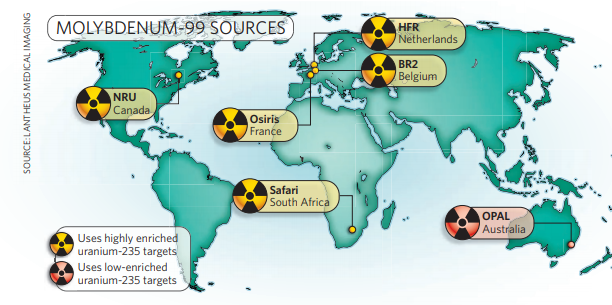 MOLYBDENUM-99 SOURCES
SOURCE: LANTHEUS MEDICAL IMAGING
HFR
Netherlands
BR2
Belgium
NRU
Canada
Osiris
France
Safari
South Africa
OPAL
Australia
Uses highly enriched
uranium-235 targets
Uses low-enriched
uranium-235 targets